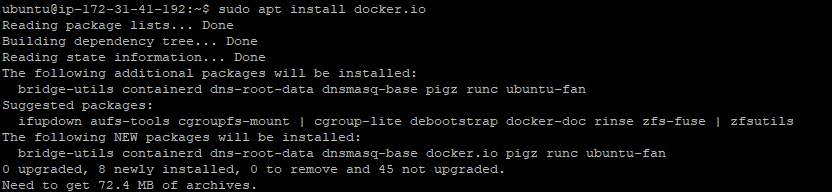 ubuntu@ip-172-31-41-192:~$ sudo apt install docker.io
Reading package lists... Done
Building dependency tree... Done
Reading state information... Done
The following additional packages will be installed:
  bridge-utils containerd dns-root-data dnsmasq-base pigz runc ubuntu-fan
Suggested packages:
  ifupdown aufs-tools cgroupfs-mount | cgroup-lite debootstrap docker-doc rinse zfs-fuse | zfsutils
The following NEW packages will be installed:
  bridge-utils containerd dns-root-data dnsmasq-base docker.io pigz runc ubuntu-fan
0 upgraded, 8 newly installed, 0 to remove and 45 not upgraded.
Need to get 72.4 MB of archives.